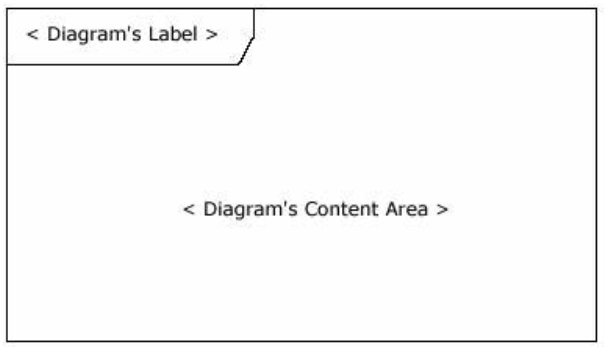 < Diagram's Label >
< Diagram's Content Area >